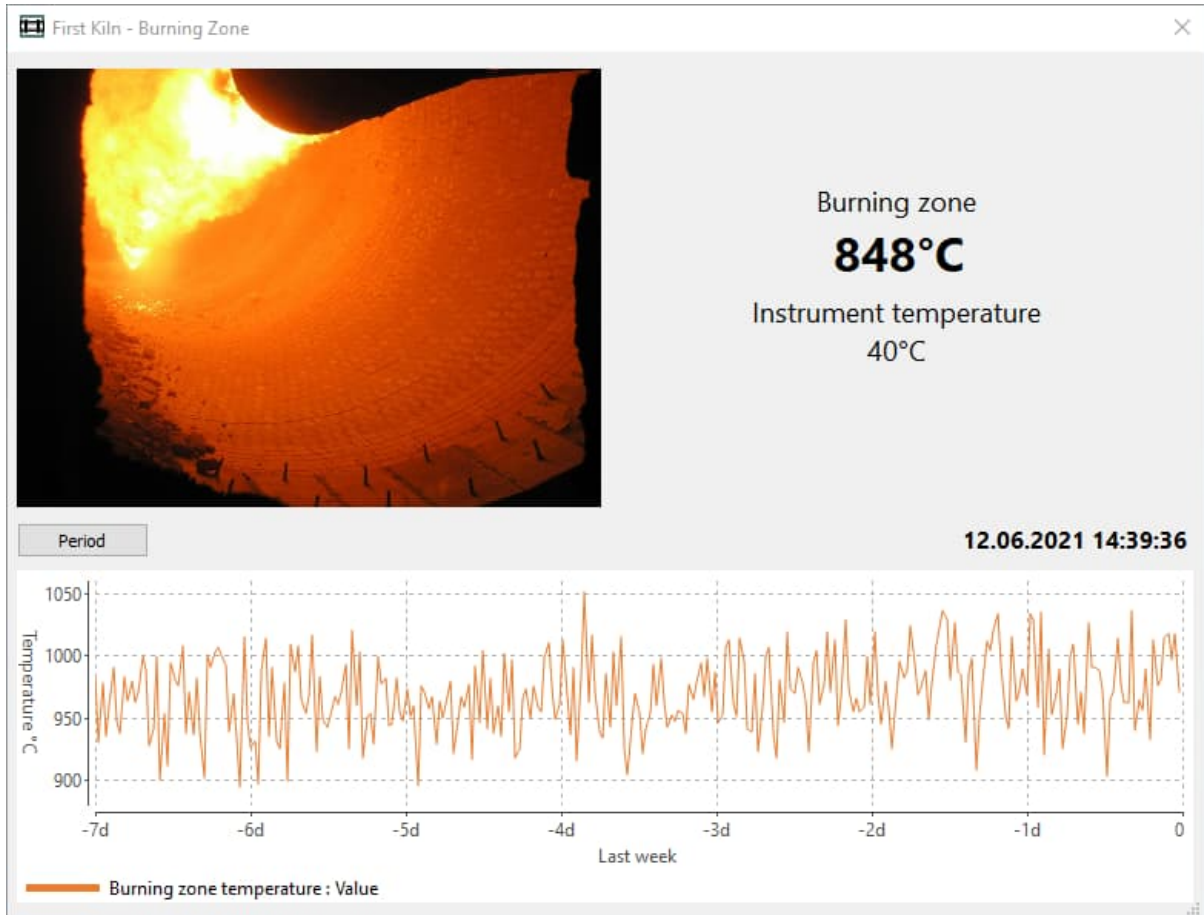 First Kiln - Burning Zone
Burning zone
848°C
Instrument temperature
40°C
Period
12.06.2021 14:39:36
Temperature °C
1050
1000
950
900
-7d -6d -5d -4d -3d -2d -1d 0
Last week
Burning zone temperature : Value